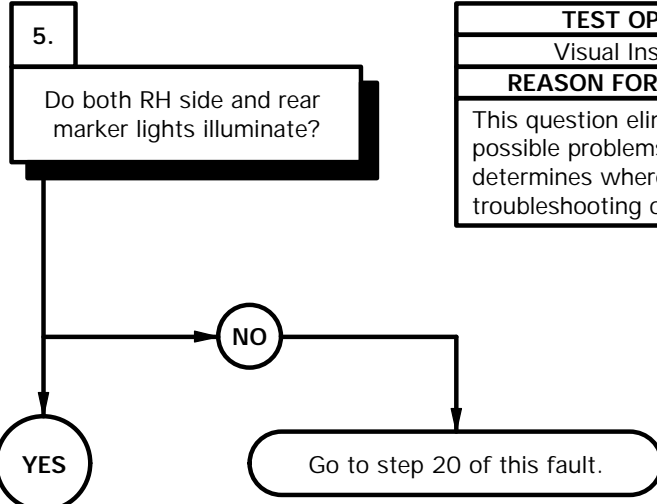 5.
Do both RH side and rear
marker lights illuminate?
TEST OP
Visual Ins
REASON FOR
This question elir
possible problems
determines where
troubleshooting o
NO
YES
Go to step 20 of this fault.